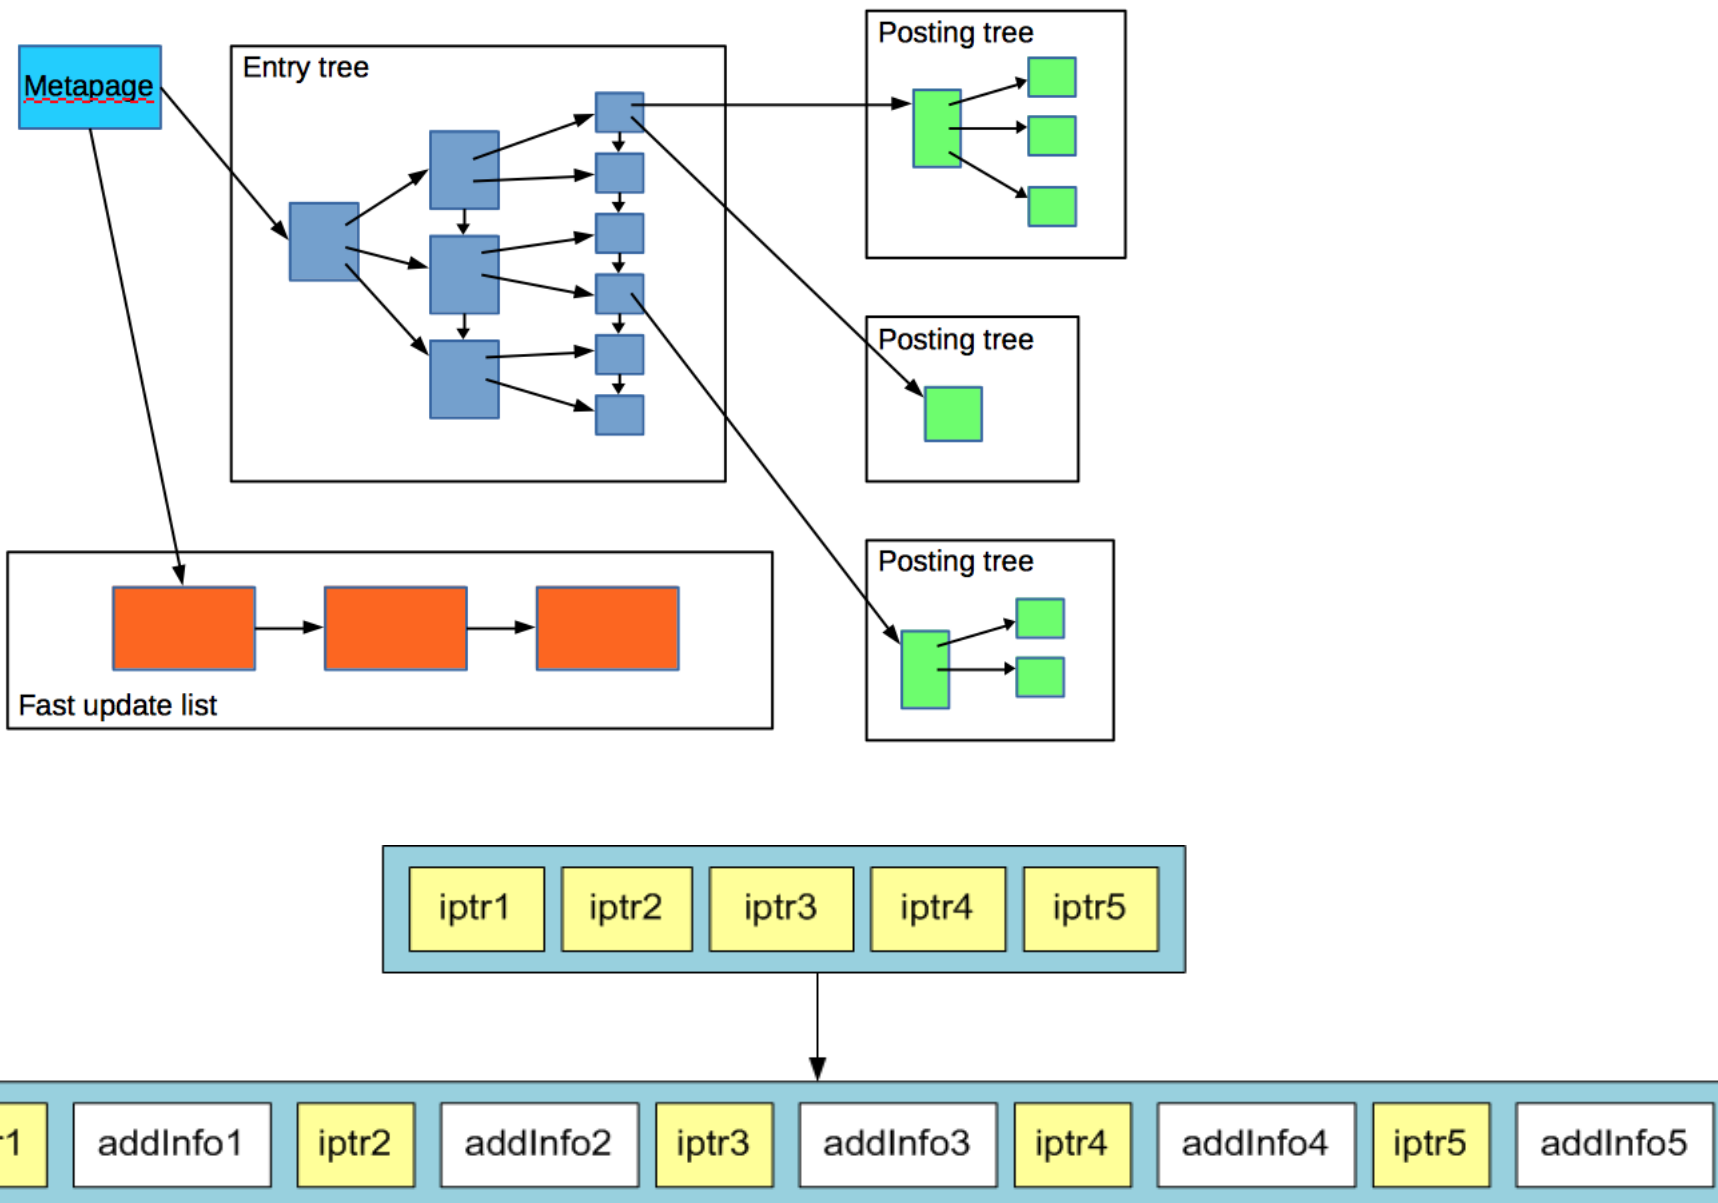 Posting tree
Metapage
Entry tree
Posting tree
Posting tree
Fast update list
iptr1 iptr2 iptr3 iptr4 iptr5
addInfo1 iptr2 addInfo2 iptr3 addInfo3 iptr4 addInfo4 iptr5 addInfo5